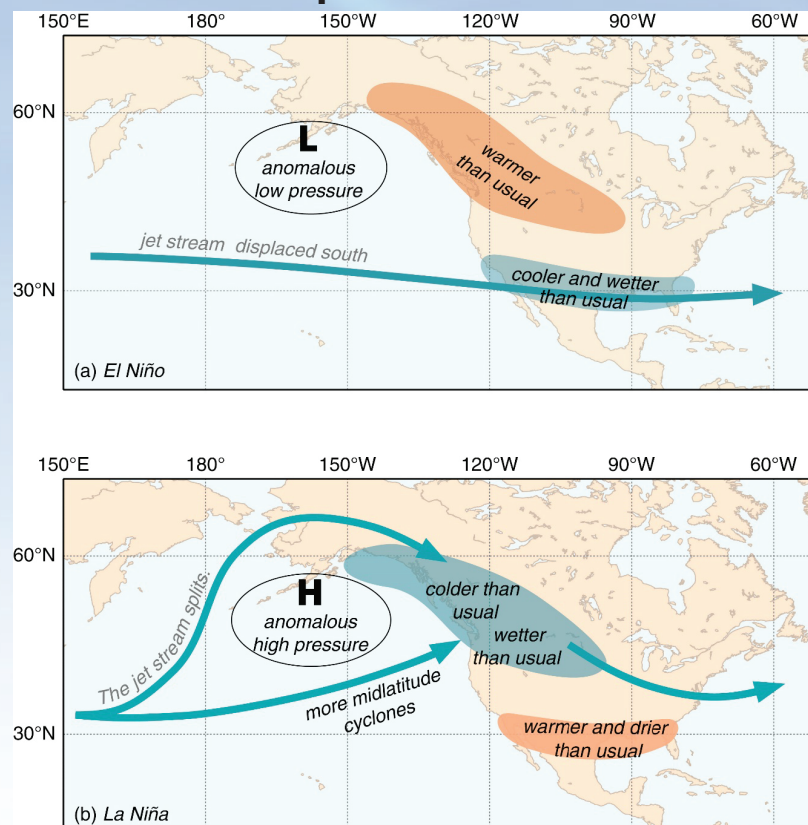 150°E 180° 150°W 120°W 90°W 60°W
60°N
L
anomalous
low pressure
warmer
than usual
jet stream displaced south
30°N
cooler and wetter
than usual
(a) El Niño
150°E 180° 150°W 120°W 90°W 60°W
60°N
The jet stream splits.
H
anomalous
high pressure
colder than
usual
wetter
than usual
more midlatitude
cyclones
30°N
warmer and drier
than usual
(b) La Niña